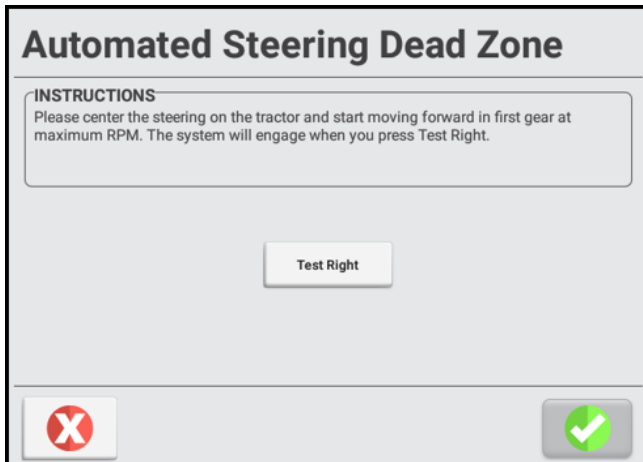 Automated Steering Dead Zone
INSTRUCTIONS
Please center the steering on the tractor and start moving forward in first gear at
maximum RPM. The system will engage when you press Test Right.
Test Right